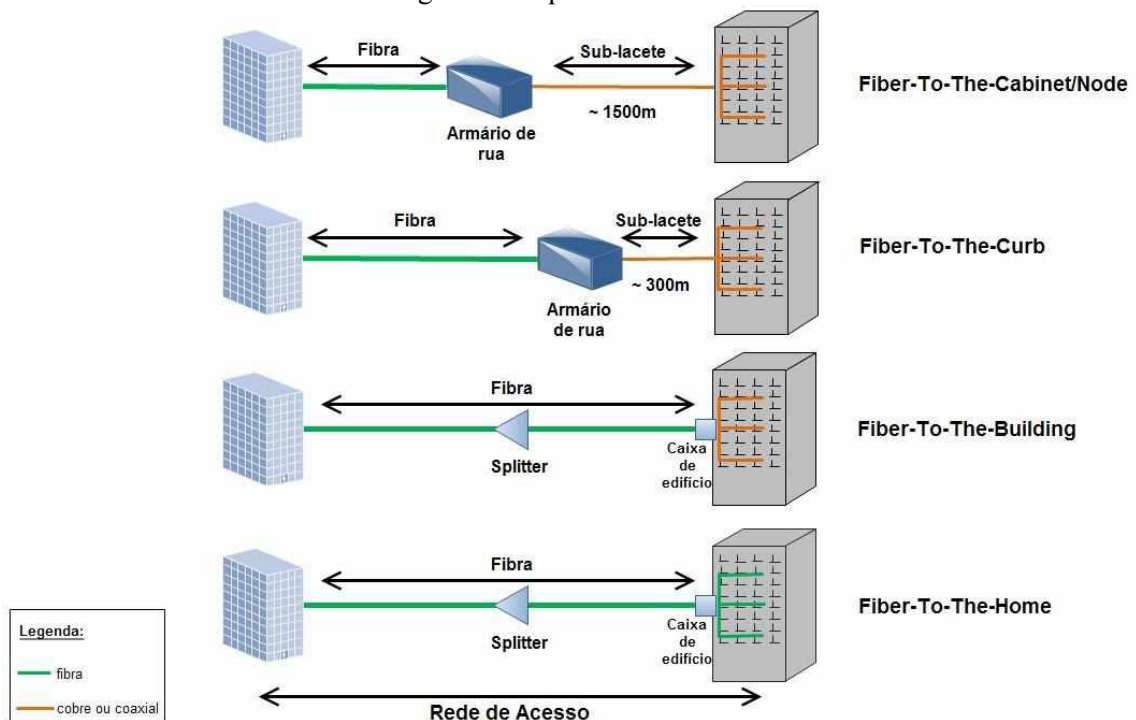 Fibra
Sub-lacete
Fiber-To-The-Cabinet/Node
~ 1500m
Armário de
rua
Fibra
Sub-lacete
Fiber-To-The-Curb
~ 300m
Armário
de rua
Fibra
Fiber-To-The-Building
Splitter
Caixa
de
edifício
Fibra
Fiber-To-The-Home
Splitter
Caixa
de
edifício
Legenda:
fibra
cobre ou coaxial
Rede de Acesso